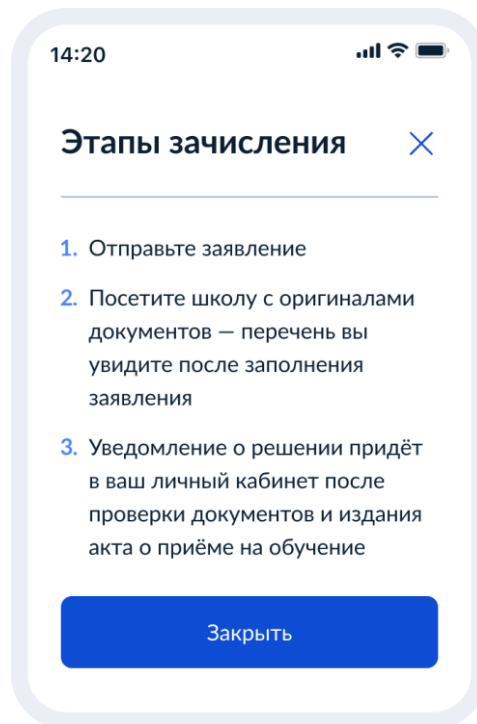 14:20
Этапы зачисления
1. Отправьте заявление
2. Посетите школу с оригиналами
документов — перечень вы
увидите после заполнения
заявления
3. Уведомление о решении придёт
в ваш личный кабинет после
проверки документов и издания
акта о приёме на обучение
Закрыть